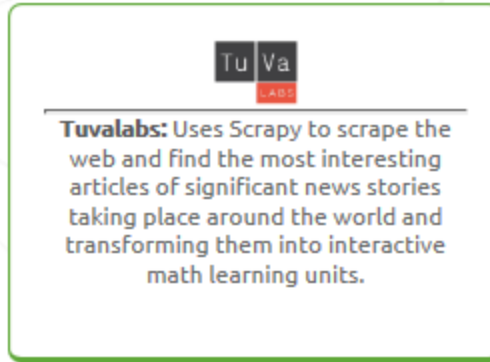 Tu Va
LABS
Tuvalabs: Uses Scrapy to scrape the
web and find the most interesting
articles of significant news stories
taking place around the world and
transforming them into interactive
math learning units.